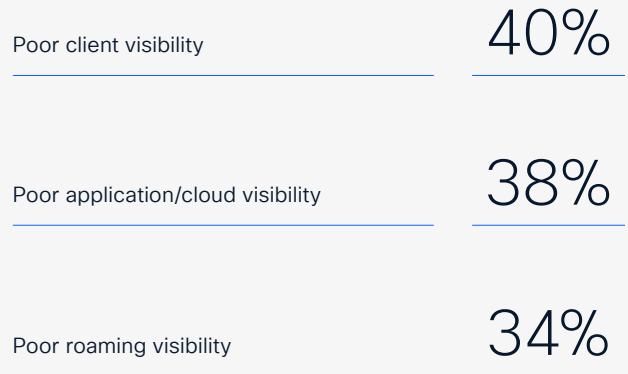 Poor client visibility 40%
Poor application/cloud visibility 38%
Poor roaming visibility 34%